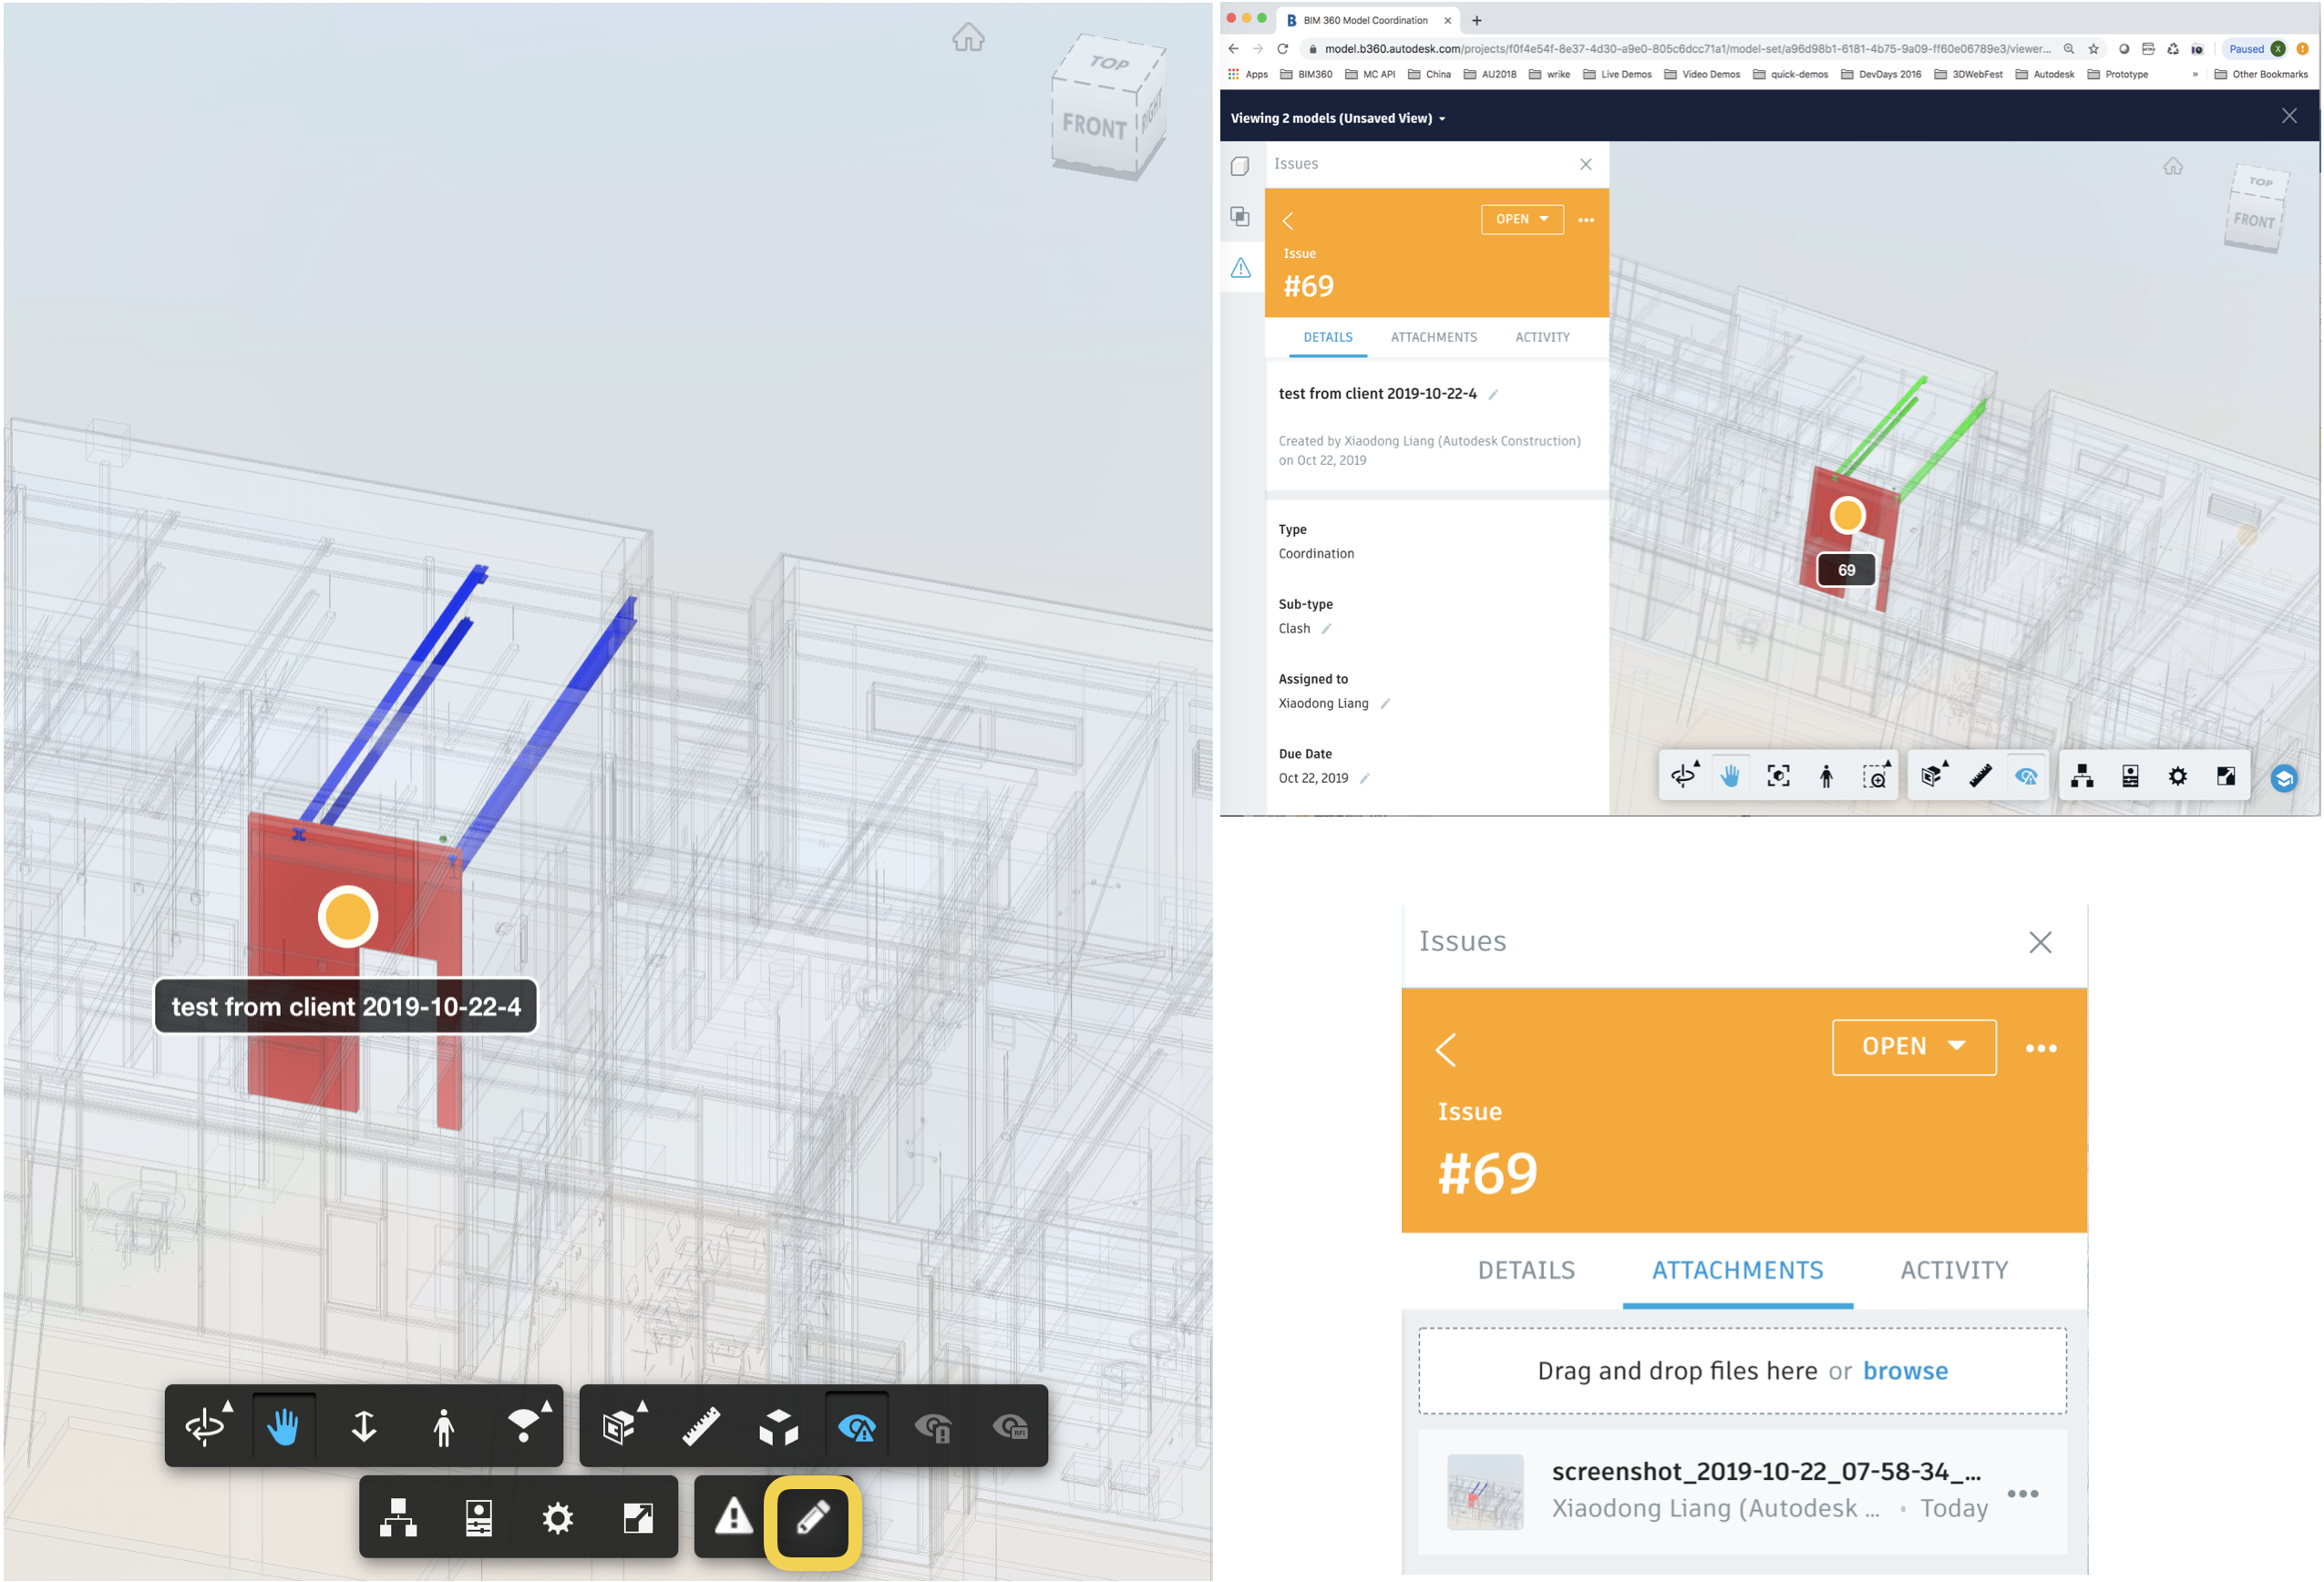 TOP
FRONT
RIGHT
test from client 2019-10-22-4
RFI
B BIM 360 Model Coordination
model.b360.autodesk.com/projects/f0f4e54f-8e37-4d30-a9e0-805c6dcc71a1/model-set/a96d98b1-6181-4b75-9a09-ff60e06789e3/viewer...
Paused X
Apps BIM360 MC API China AU2018 wrike Live Demos Video Demos quick-demos DevDays 2016 3DWebFest Autodesk Prototype » Other Bookmarks
Viewing 2 models (Unsaved View)
Issues
OPEN
Issue
#69
DETAILS ATTACHMENTS ACTIVITY
test from client 2019-10-22-4
Created by Xiaodong Liang (Autodesk Construction)
on Oct 22, 2019
Type
Coordination
Sub-type
Clash
Assigned to
Xiaodong Liang
Due Date
Oct 22, 2019
TOP
FRONT
69
Issues
OPEN
Issue
#69
DETAILS ATTACHMENTS ACTIVITY
Drag and drop files here or browse
screenshot_2019-10-22_07-58-34_...
Xiaodong Liang (Autodesk ... • Today